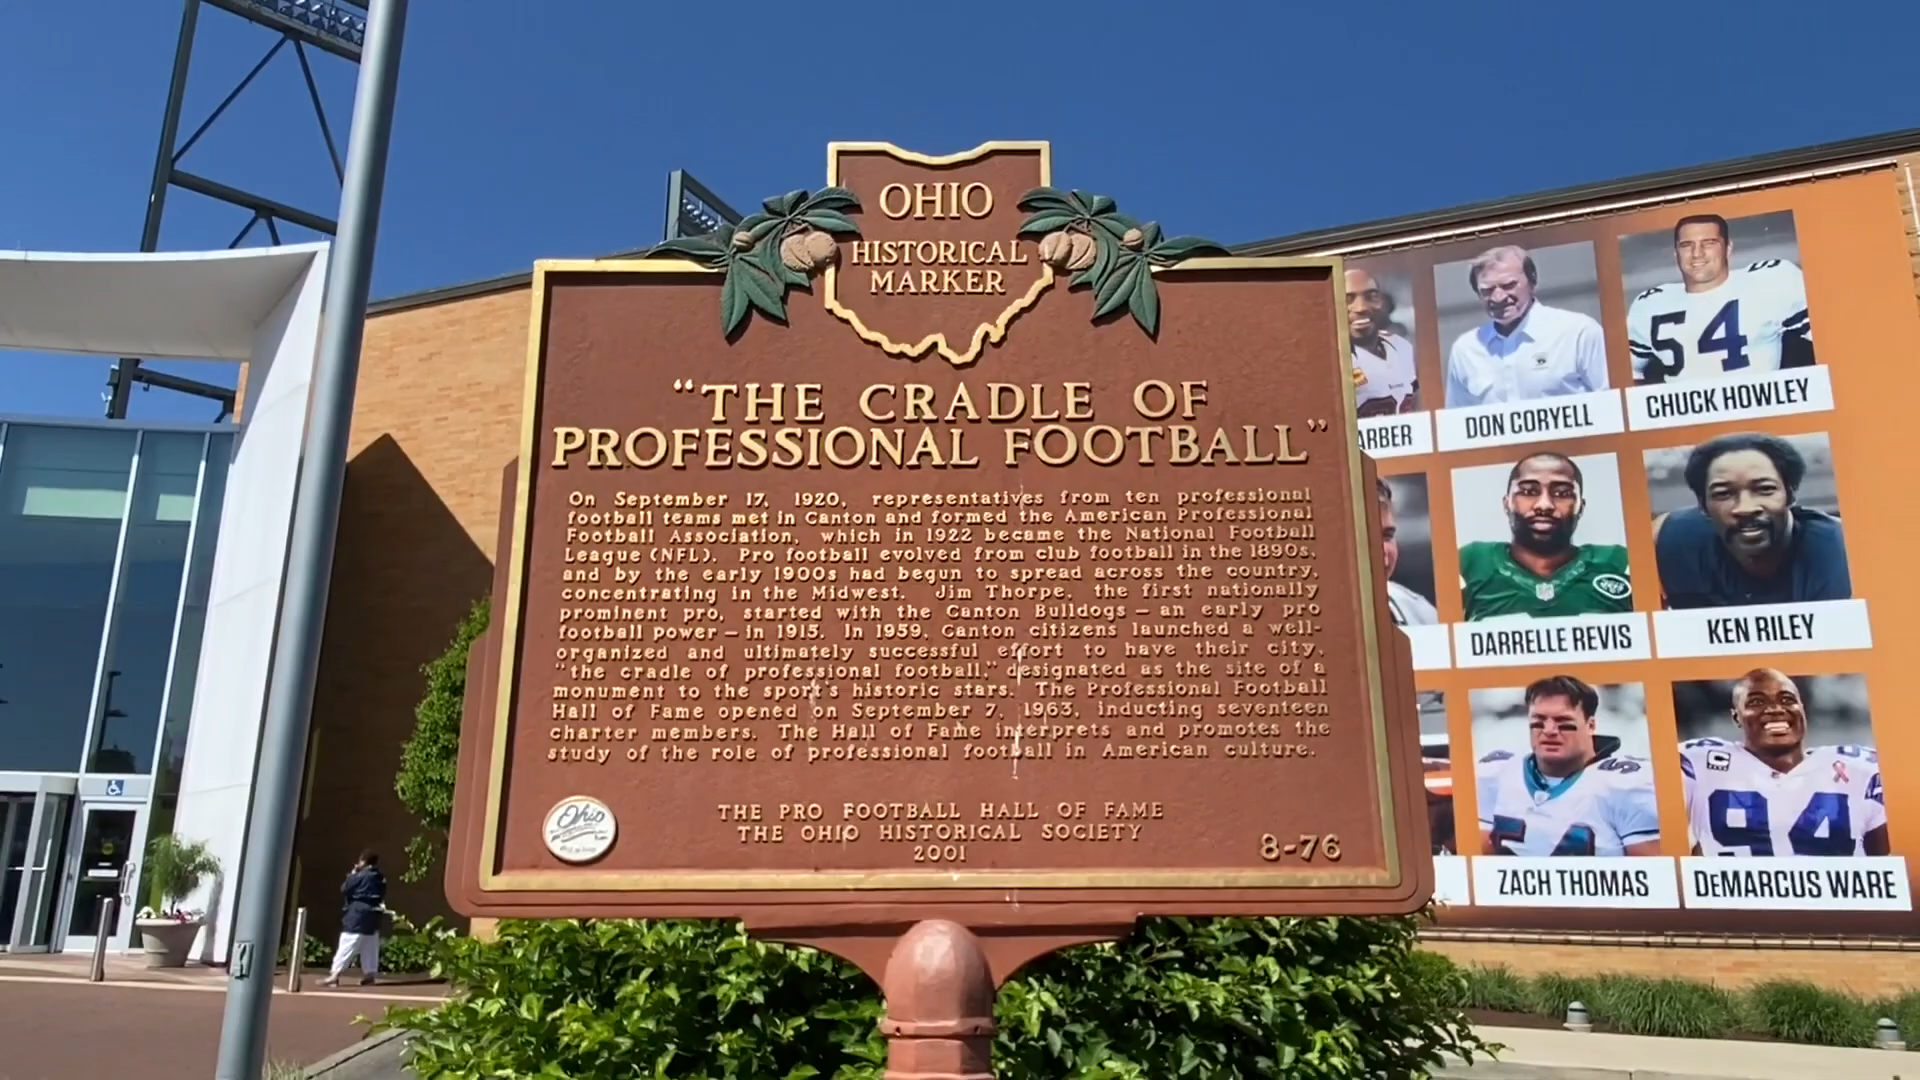 OHIO
HISTORICAL
MARKER
"THE CRADLE OF
PROFESSIONAL FOOTBALL"
On September 17, 1920, representatives from ten professional
football teams met in Canton and formed the American Professional
Football Association, which in 1922 became the National Football
League (NFL). Pro football evolved from club football in the 1890s,
and by the early 1900s had begun to spread across the country,
concentrating in the Midwest. Jim Thorpe, the first nationally
prominent pro, started with the Canton Bulldogs – an early pro
football power – in 1915. In 1959, Canton citizens launched a well-
organized and ultimately successful effort to have their city,
"the cradle of professional football," designated as the site of a
monument to the sport's historic stars. The Professional Football
Hall of Fame opened on September 7, 1963, inducting seventeen
charter members. The Hall of Fame interprets and promotes the
study of the role of professional football in American culture.
THE PRO FOOTBALL HALL OF FAME
THE OHIO HISTORICAL SOCIETY
2001
8-76
Ohio
ARBER
DON CORYELL
CHUCK HOWLEY
DARRELLE REVIS
KEN RILEY
ZACH THOMAS
DeMARCUS WARE
54
94
C